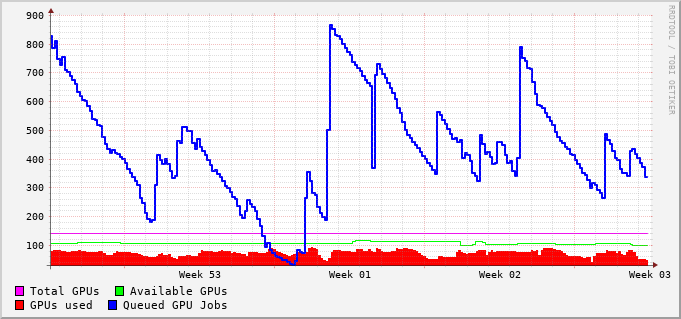 900
800
700
600
500
400
300
200
100
Week 53 Week 01 Week 02 Week 03
Total GPUs Available GPUs
GPUs used Queued GPU Jobs
RRDTOOL / TOBI OETIKER